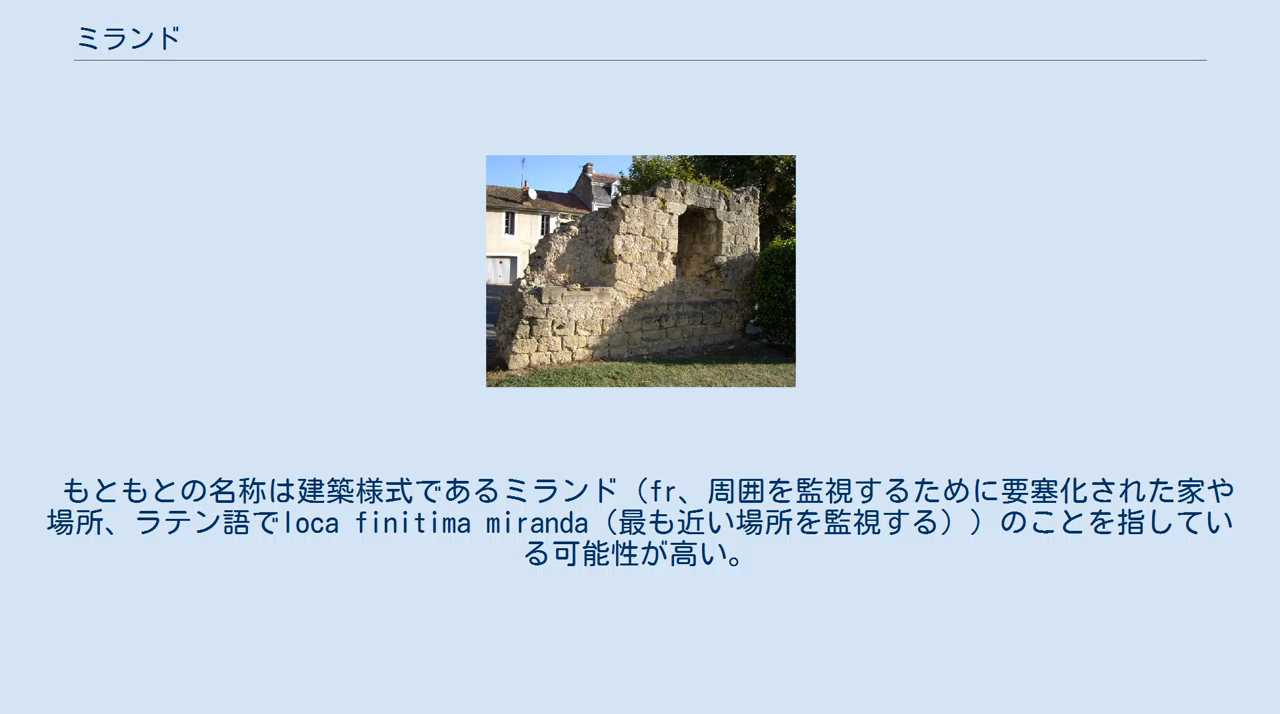 ミランド
もともとの名称は建築様式であるミランド（fr、周囲を監視するために要塞化された家や
場所、ラテン語でloca finitima miranda（最も近い場所を監視する））のことを指してい
る可能性が高い。